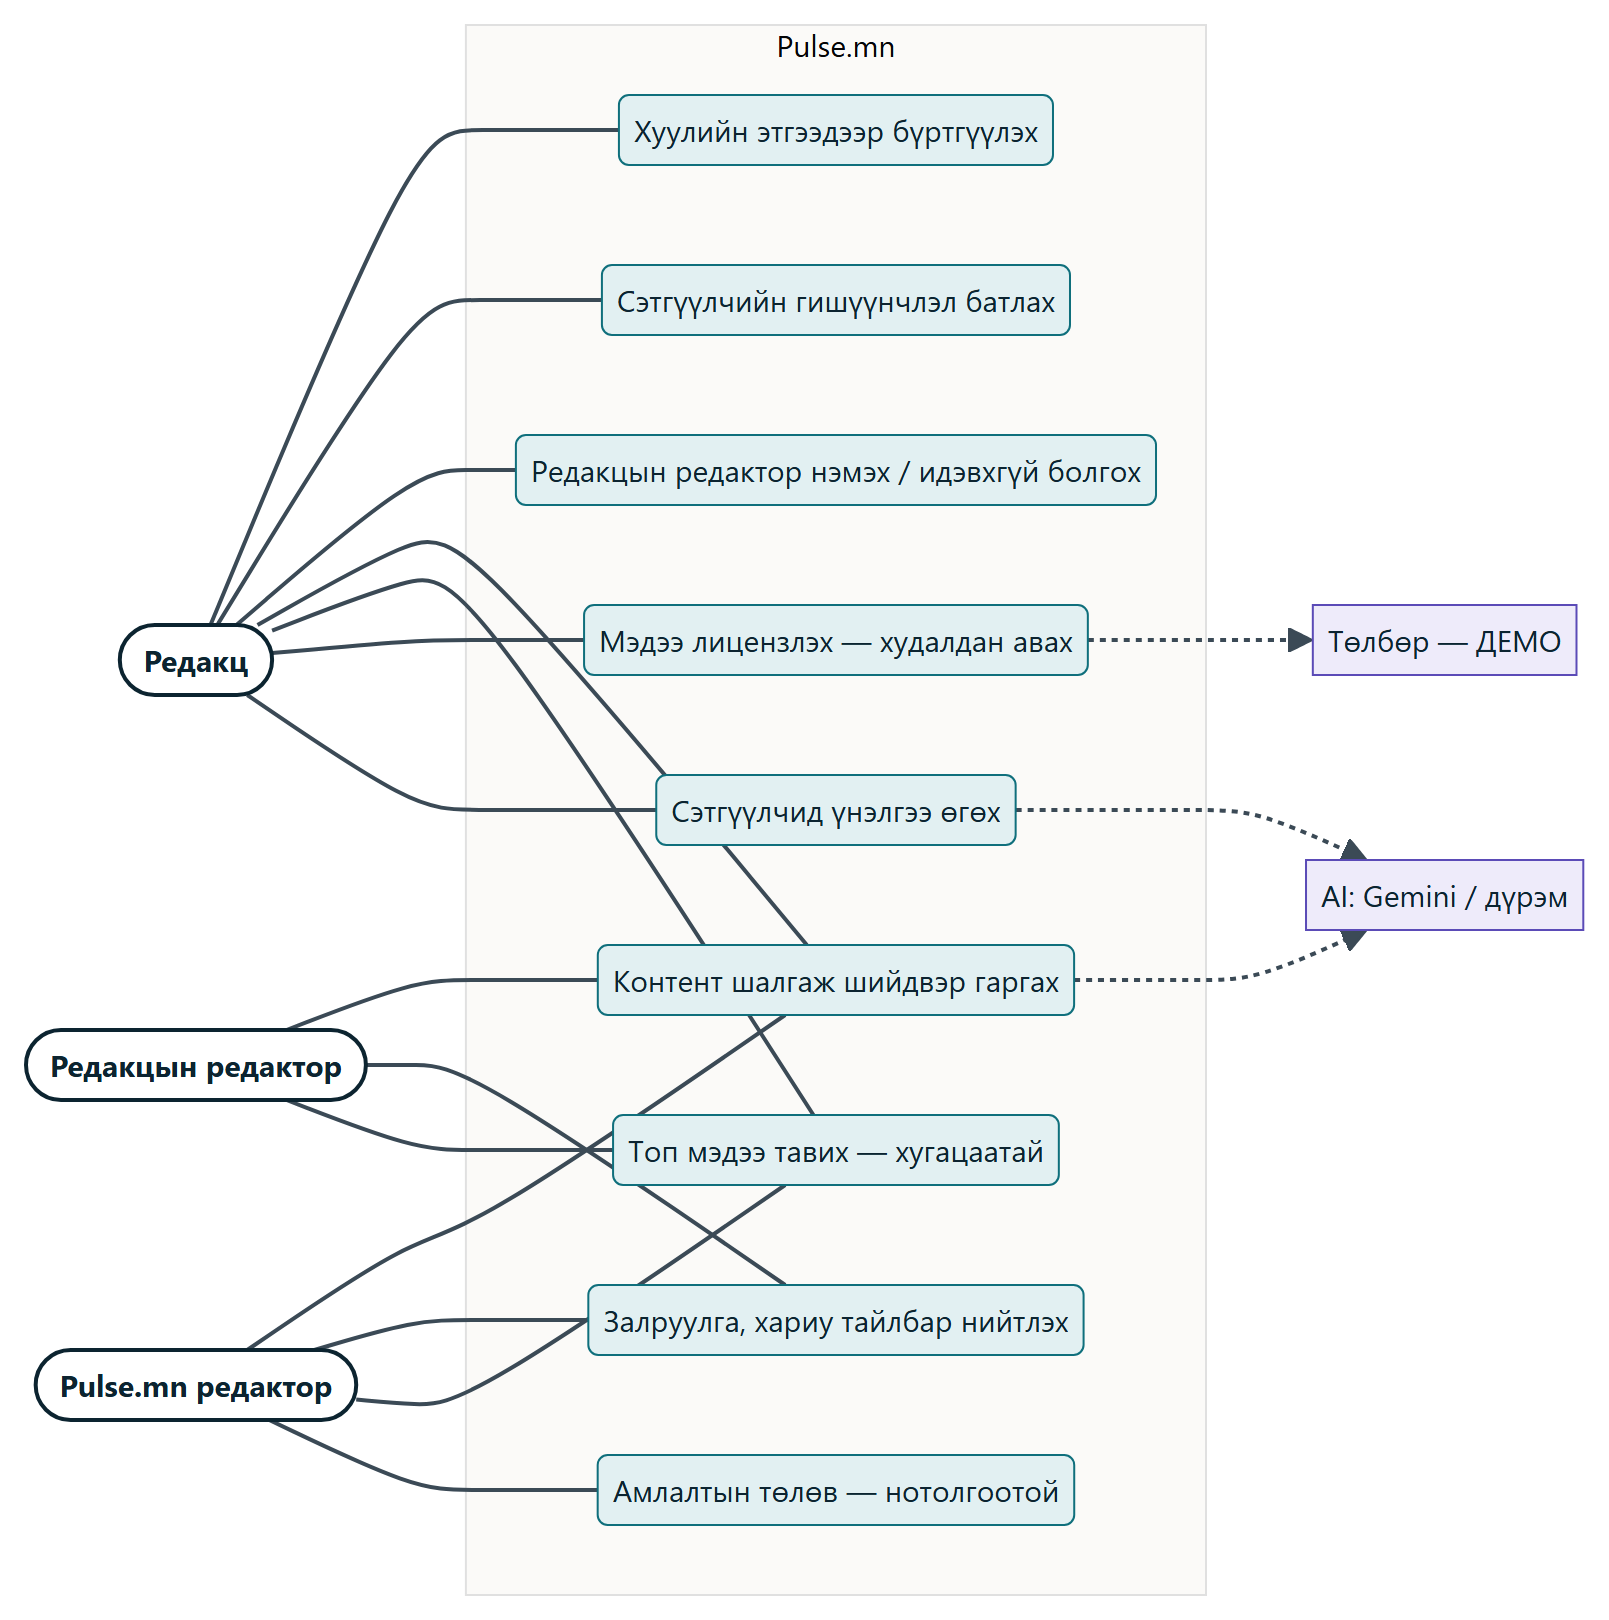 Pulse.mn
Хуулийн этгээдээр бүртгүүлэх
Сэтгүүлчийн гишүүнчлэл батлах
Редакцын редактор нэмэх / идэвхгүй болгох
Редакц
Мэдээ лицензлэх — худалдан авах
Төлбөр — ДЕМО
Сэтгүүлчид үнэлгээ өгөх
AI: Gemini / дүрэм
Контент шалгаж шийдвэр гаргах
Редакцын редактор
Топ мэдээ тавих — хугацаатай
Залруулга, хариу тайлбар нийтлэх
Pulse.mn редактор
Амлалтын төлөв — нотолгоотой